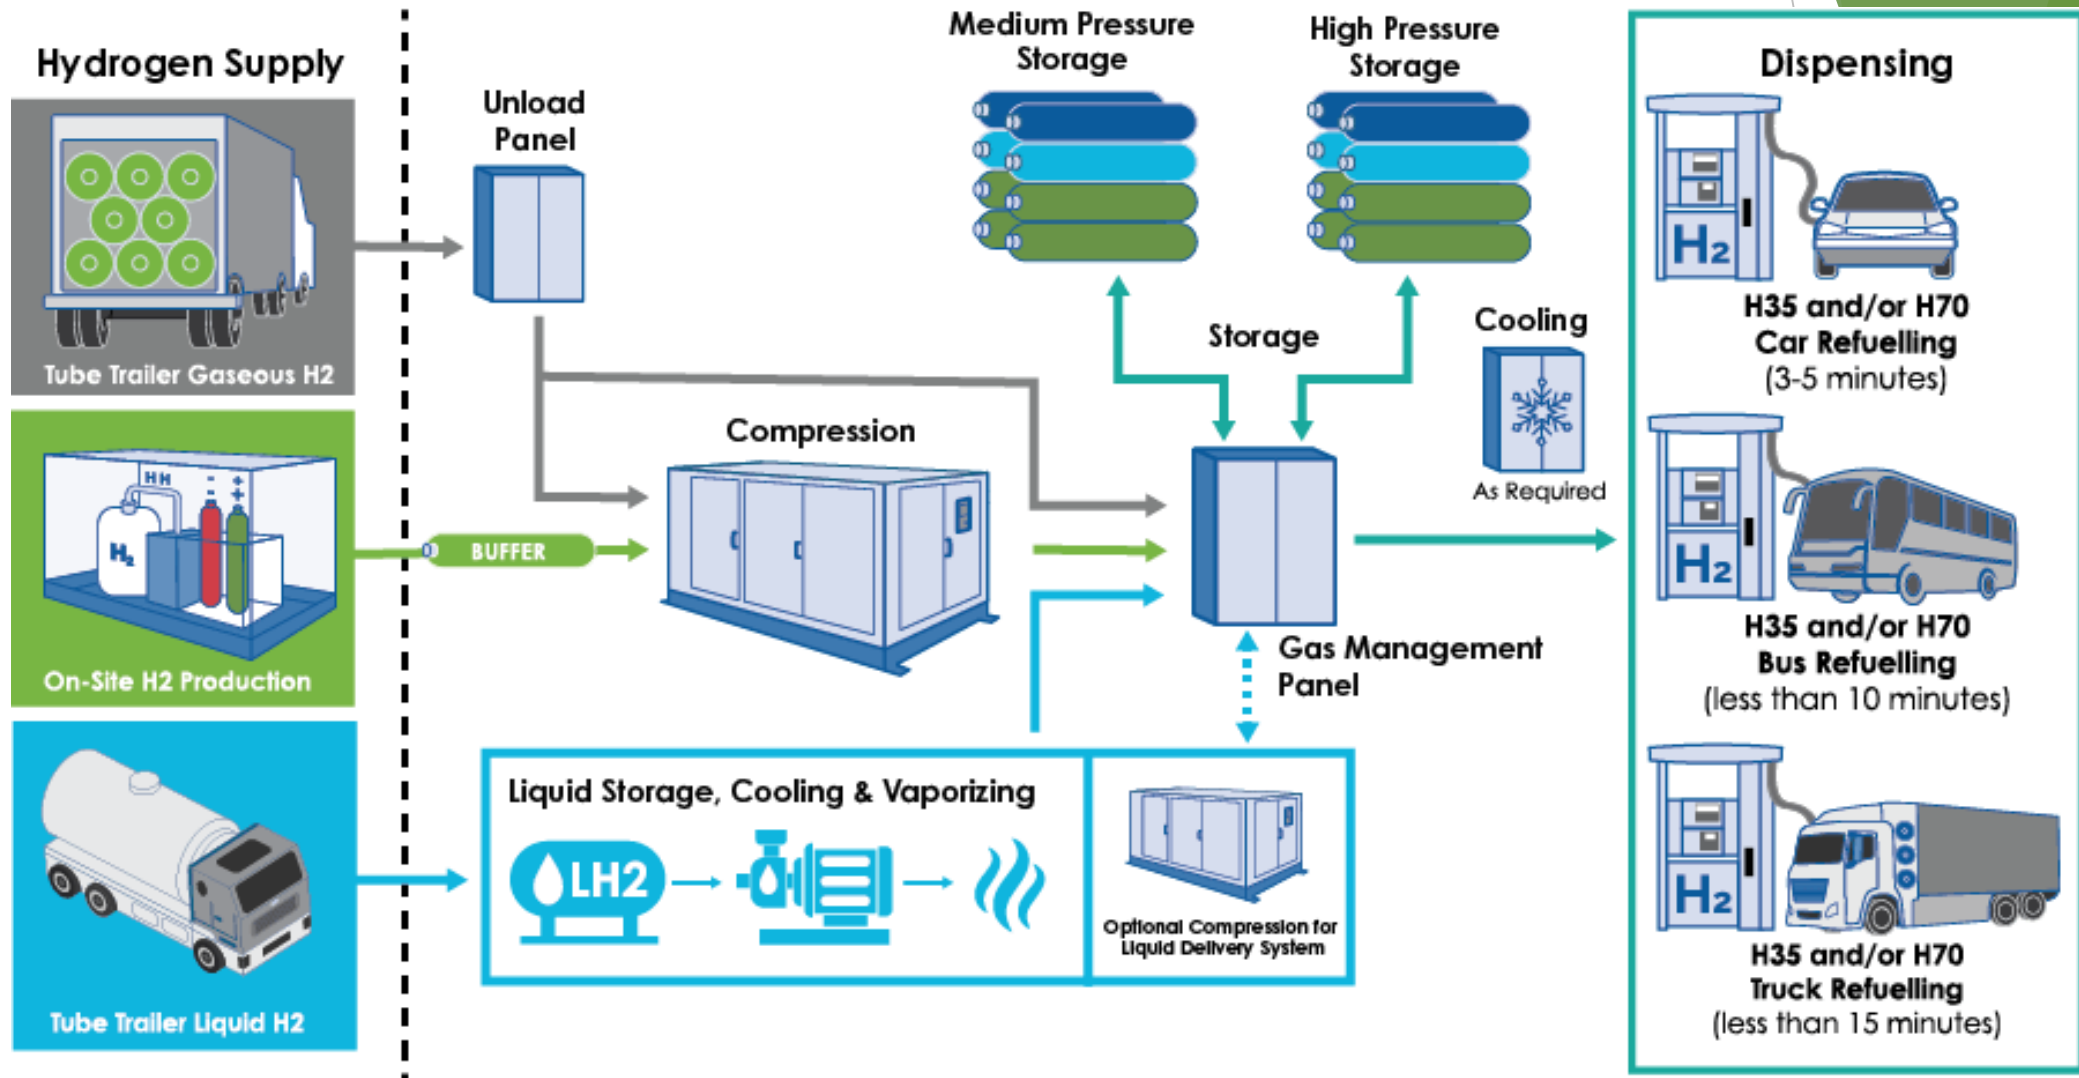 Hydrogen Supply
Tube Trailer Gaseous H2
H H
- +
- +
H2
On-Site H2 Production
Tube Trailer Liquid H2
Unload
Panel
BUFFER
Compression
Medium Pressure
Storage
High Pressure
Storage
Storage
Cooling
As Required
Gas Management
Panel
Liquid Storage, Cooling & Vaporizing
LH2
Optional Compression for
Liquid Delivery System
Dispensing
H2
H35 and/or H70
Car Refuelling
(3-5 minutes)
H2
H35 and/or H70
Bus Refuelling
(less than 10 minutes)
H2
H35 and/or H70
Truck Refuelling
(less than 15 minutes)